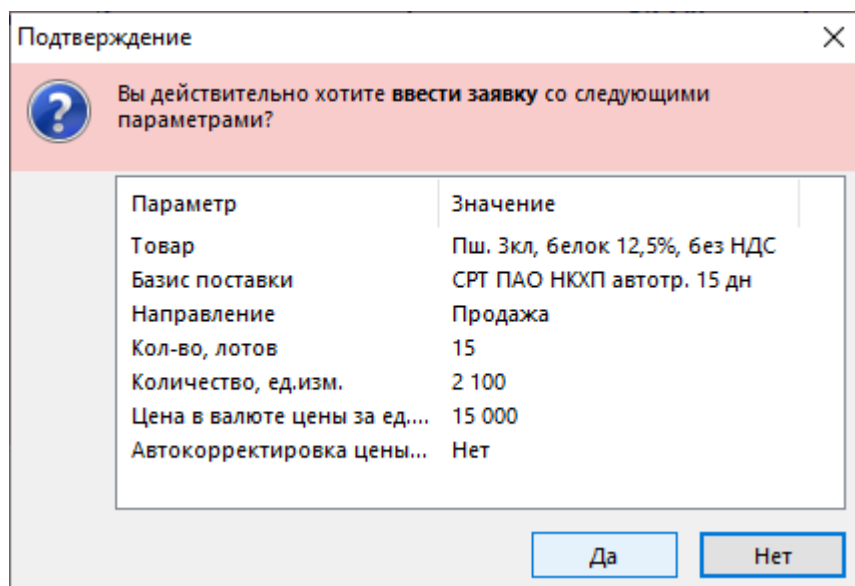 Подтверждение
Вы действительно хотите ввести заявку со следующими
параметрами?
Параметр Значение
Товар Пш. 3кл, белок 12,5%, без НДС
Базис поставки СРТ ПАО НКХП автотр. 15 дн
Направление Продажа
Кол-во, лотов 15
Количество, ед.изм. 2 100
Цена в валюте цены за ед.... 15 000
Автокорректировка цены... Нет
Да Нет